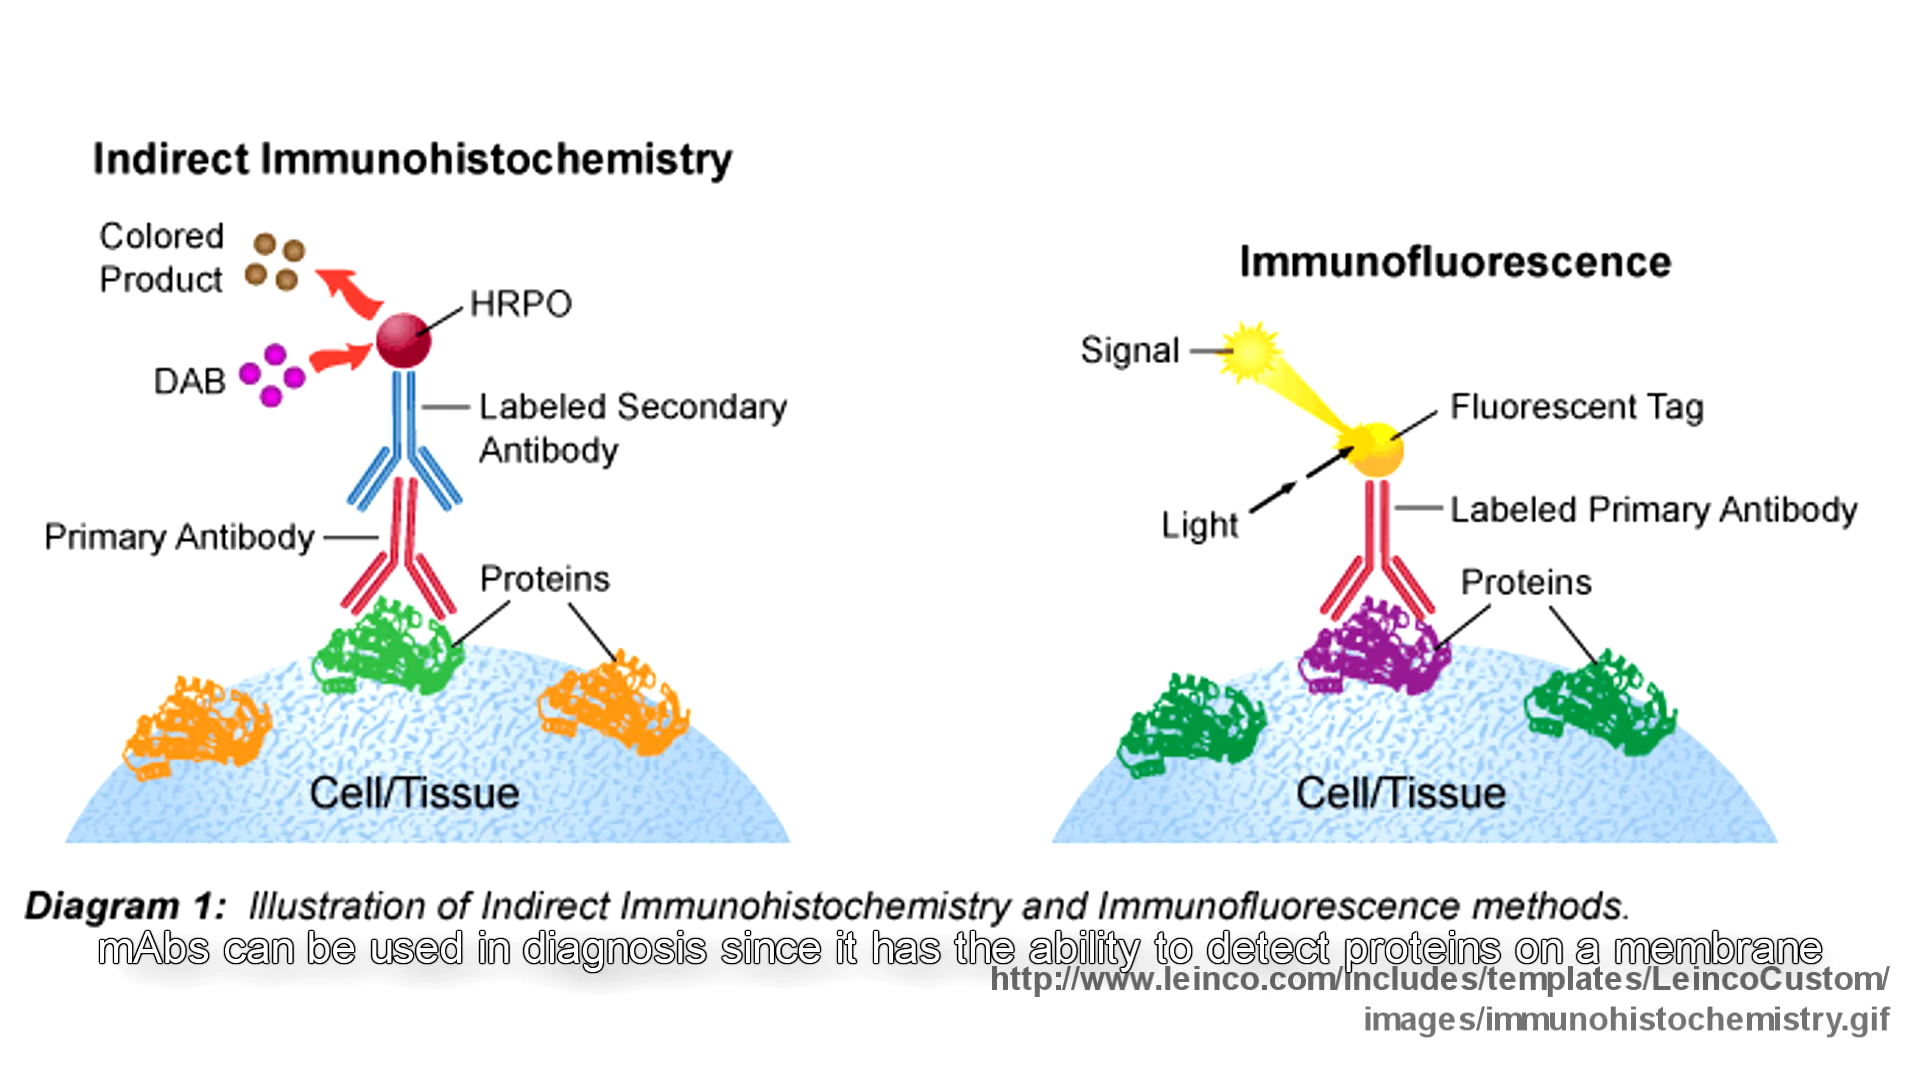 Indirect Immunohistochemistry
Colored
Product
HRPO
DAB
Labeled Secondary
Antibody
Primary Antibody
Proteins
Cell/Tissue
Immunofluorescence
Signal
Fluorescent Tag
Light
Labeled Primary Antibody
Proteins
Cell/Tissue
Diagram 1: Illustration of Indirect Immunohistochemistry and Immunofluorescence methods.
mAbs can be used in diagnosis since it has the ability to detect proteins on a membrane
http://www.leinco.com/includes/templates/LeincoCustom/
images/immunohistochemistry.gif